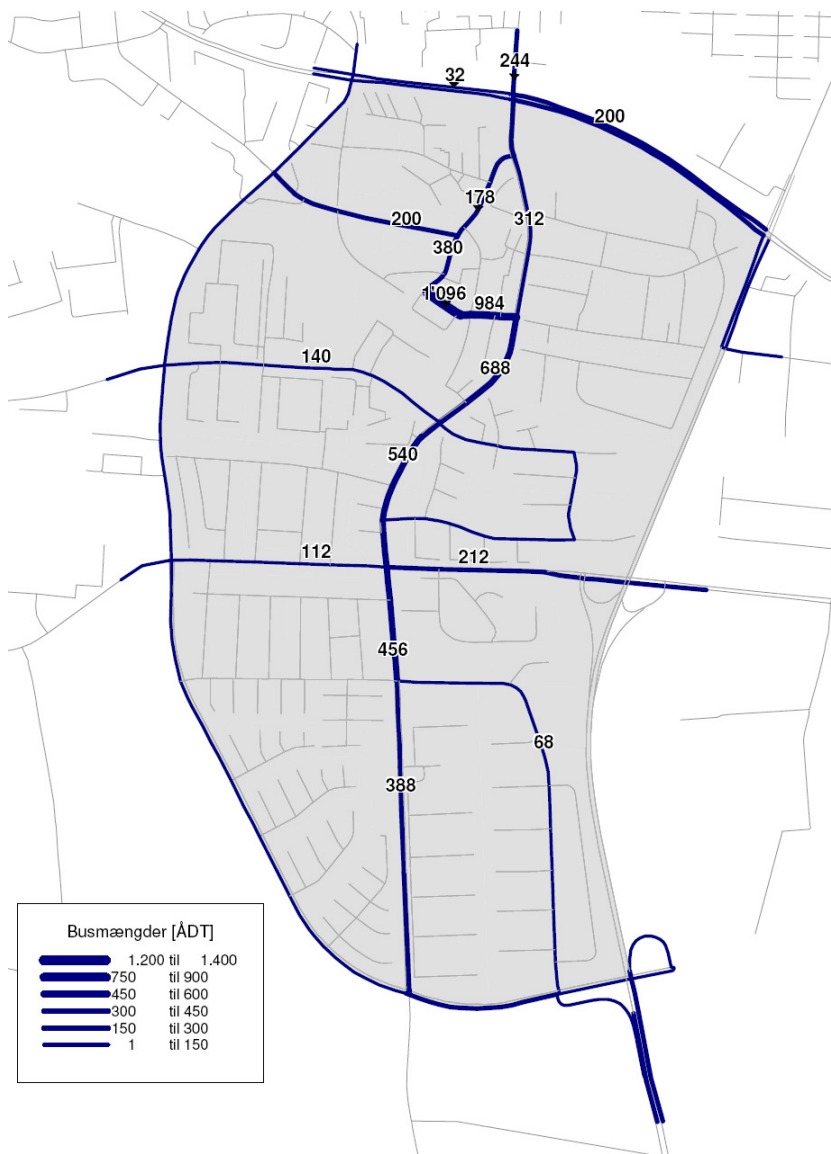 244
32
200
178
200
312
380
1'096
984
140
688
540
112
212
456
68
388
Busmængder [ÅDT]
1.200 til 1.400
750 til 900
450 til 600
300 til 450
150 til 300
1 til 150